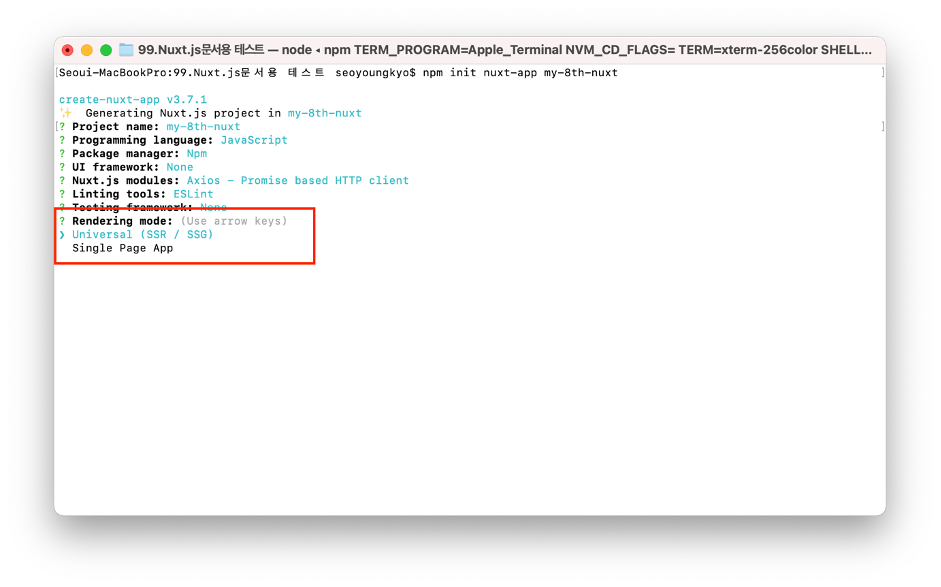 99.Nuxt.js문서용 테스트 — node ◂ npm TERM_PROGRAM=Apple_Terminal NVM_CD_FLAGS= TERM=xterm-256color SHELL...
[Seoui-MacBookPro:99.Nuxt.js문서용 테스트 seoyoungkyo$ npm init nuxt-app my-8th-nuxt ]
create-nuxt-app v3.7.1
✨ Generating Nuxt.js project in my-8th-nuxt
[? Project name: my-8th-nuxt ]
? Programming language: JavaScript
? Package manager: Npm
? UI framework: None
? Nuxt.js modules: Axios - Promise based HTTP client
? Linting tools: ESLint
? Testing framework: None
? Rendering mode: (Use arrow keys)
❯ Universal (SSR / SSG)
Single Page App